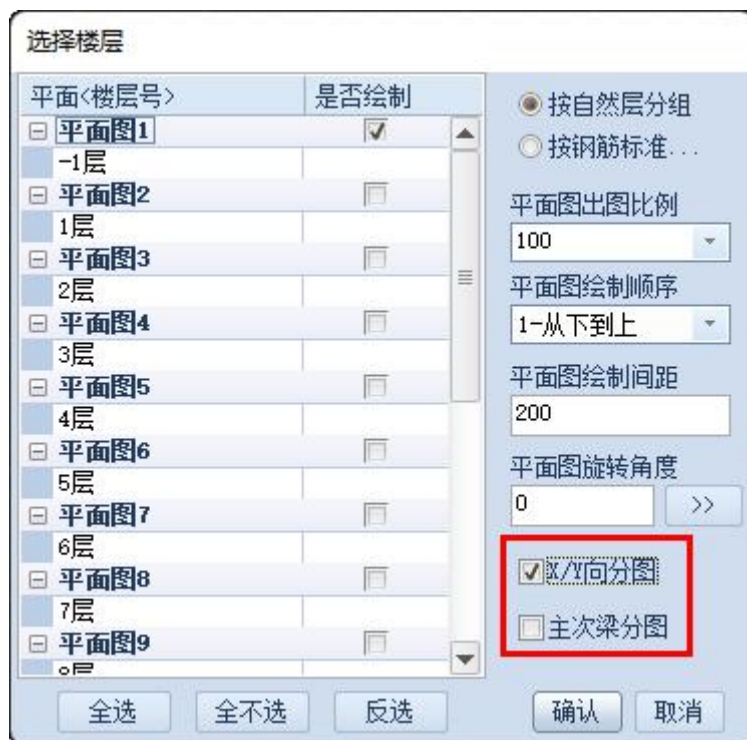 选择楼层
平面<楼层号> 是否绘制
平面图1
-1层
平面图2
1层
平面图3
2层
平面图4
3层
平面图5
4层
平面图6
5层
平面图7
6层
平面图8
7层
平面图9
按自然层分组
按钢筋标准...
平面图出图比例
100
平面图绘制顺序
1-从下到上
平面图绘制间距
200
平面图旋转角度
0 >>
X/Y向分图
主次梁分图
全选 全不选 反选 确认 取消